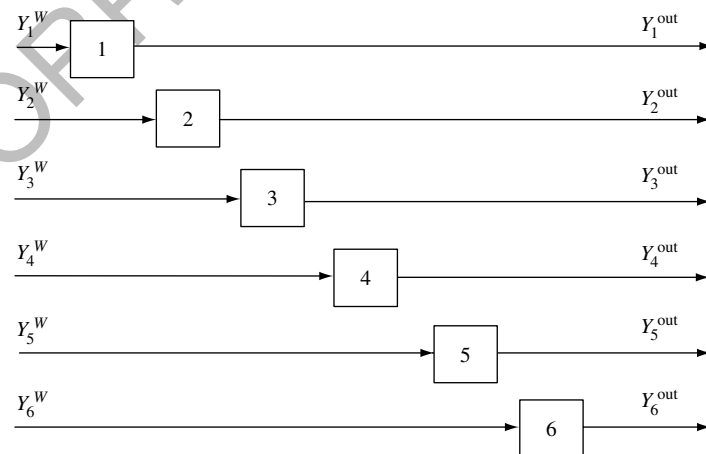 Y₁ᵂ 1 Y₁ᵒᵘᵗ
Y₂ᵂ 2 Y₂ᵒᵘᵗ
Y₃ᵂ 3 Y₃ᵒᵘᵗ
Y₄ᵂ 4 Y₄ᵒᵘᵗ
Y₅ᵂ 5 Y₅ᵒᵘᵗ
Y₆ᵂ 6 Y₆ᵒᵘᵗ